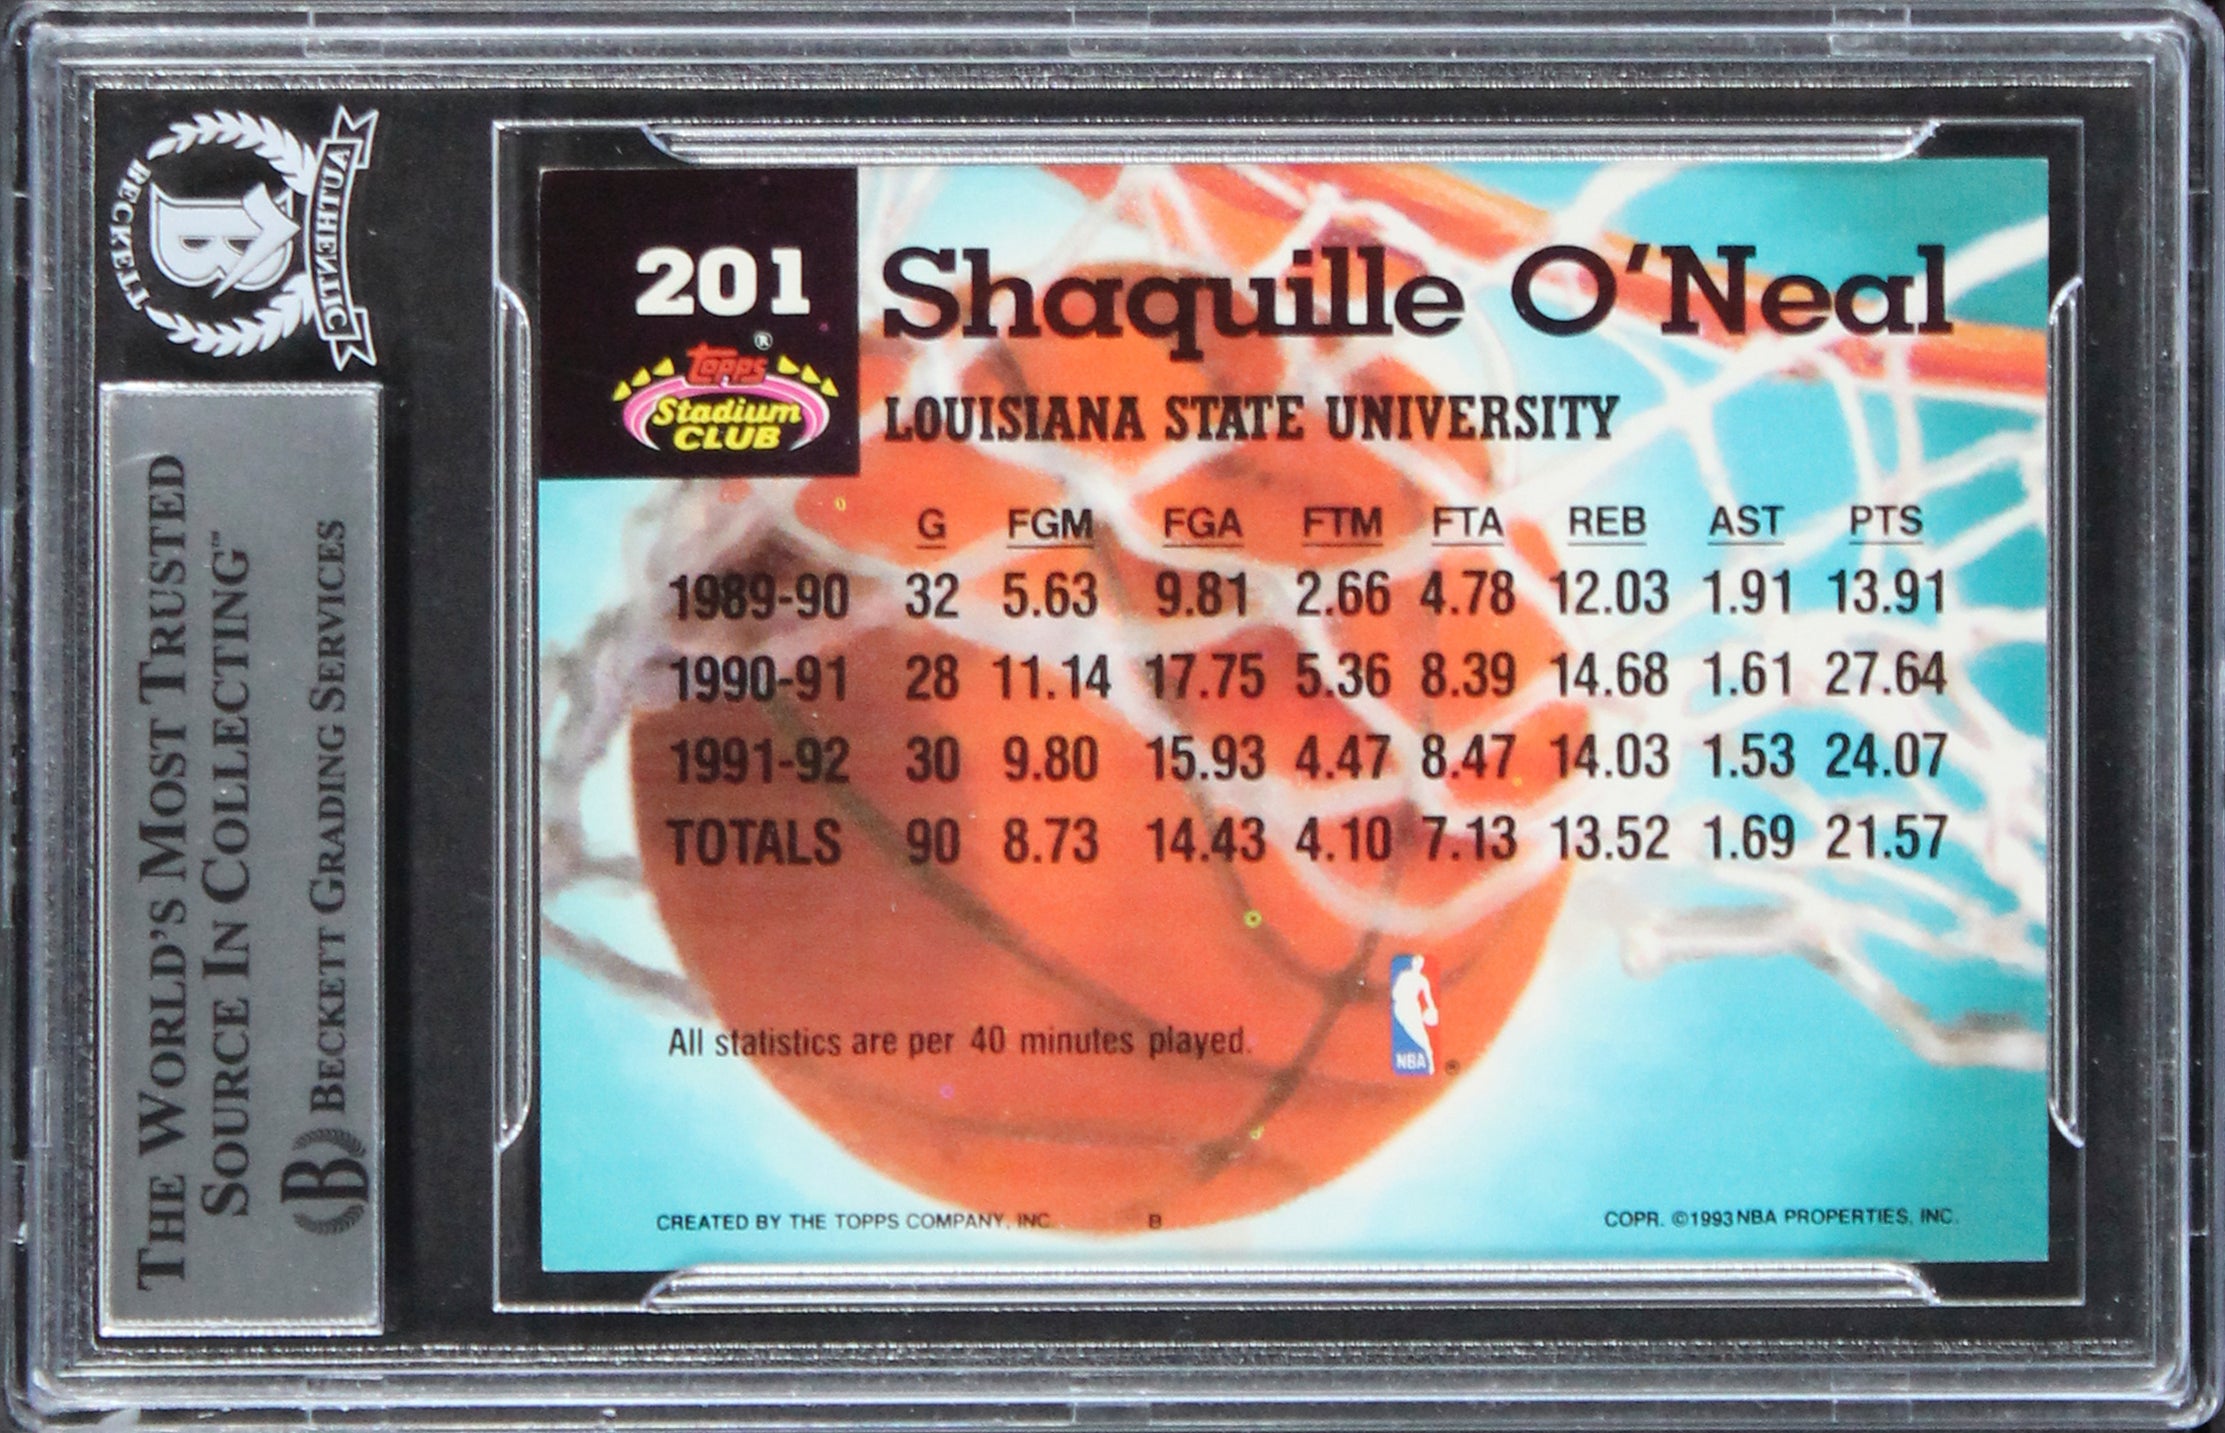 BECKETT
B
AUTHENTIC
THE WORLD'S MOST TRUSTED
SOURCE IN COLLECTING™
B BECKETT GRADING SERVICES
201
Topps®
Stadium
CLUB
Shaquille O'Neal
LOUISIANA STATE UNIVERSITY
G FGM FGA FTM FTA REB AST PTS
1989-90 32 5.63 9.81 2.66 4.78 12.03 1.91 13.91
1990-91 28 11.14 17.75 5.36 8.39 14.68 1.61 27.64
1991-92 30 9.80 15.93 4.47 8.47 14.03 1.53 24.07
TOTALS 90 8.73 14.43 4.10 7.13 13.52 1.69 21.57
All statistics are per 40 minutes played.
NBA ®
CREATED BY THE TOPPS COMPANY, INC. B COPR. ©1993 NBA PROPERTIES, INC.